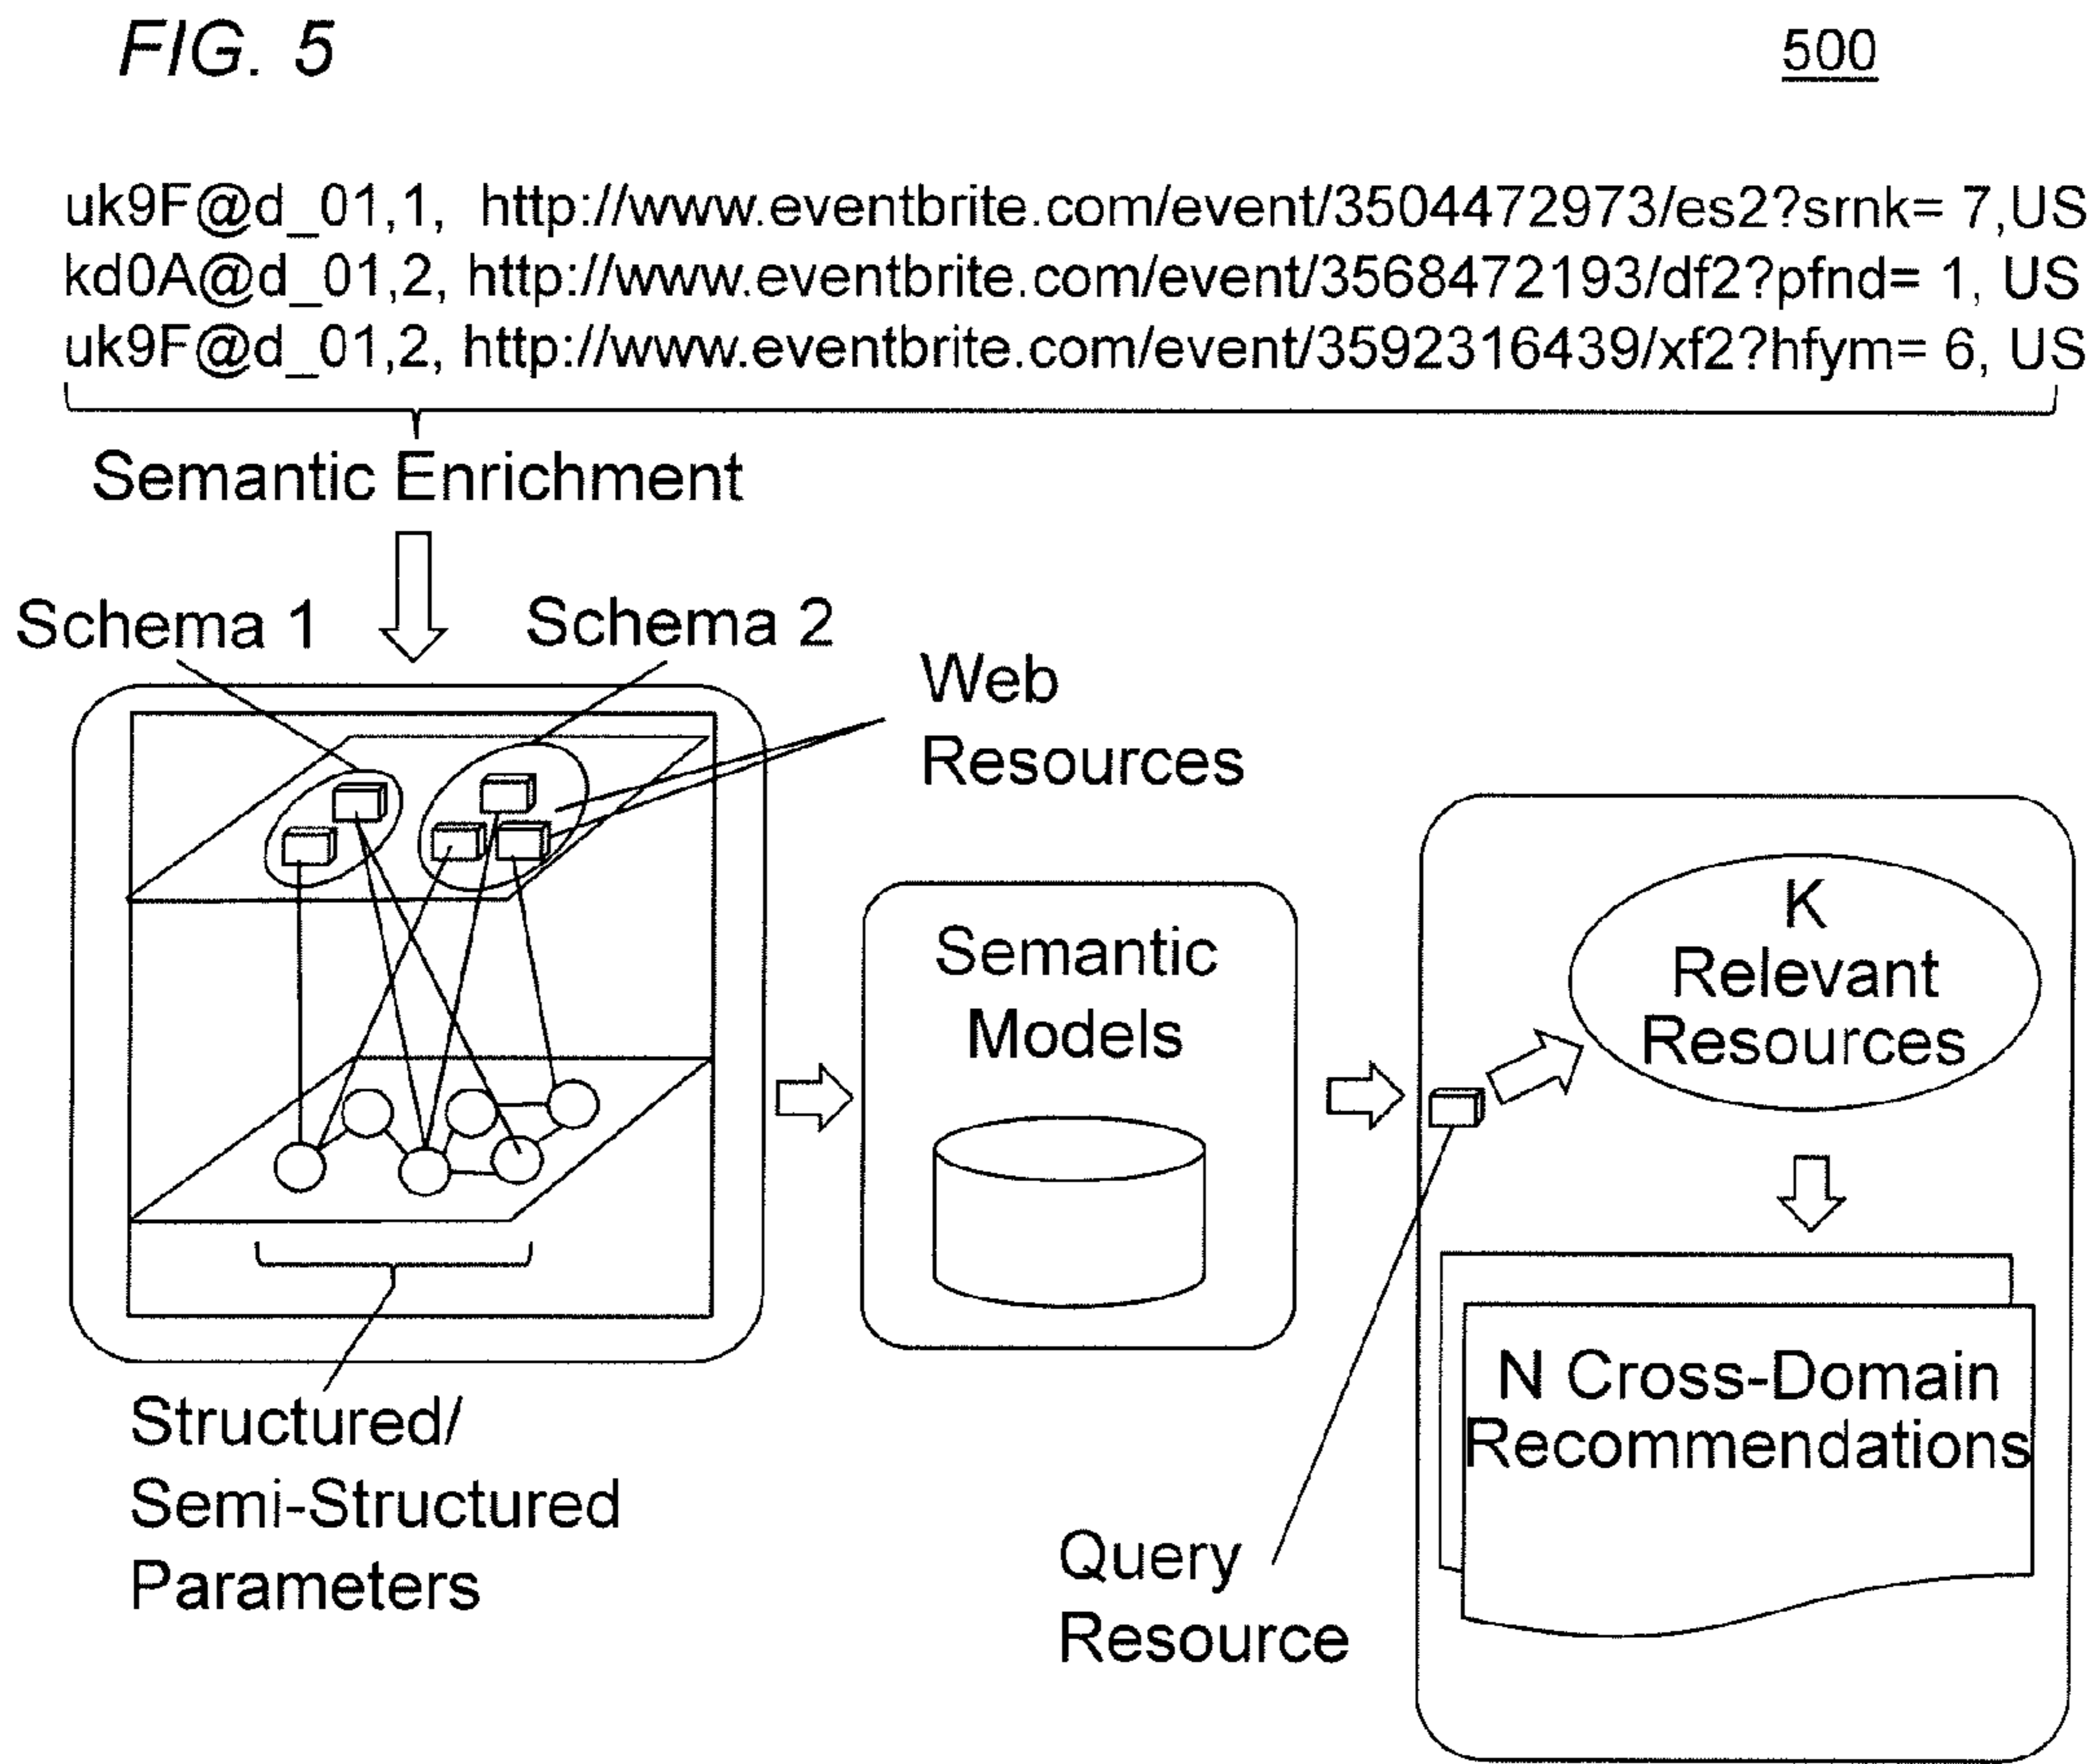 FIG. 5
500
uk9F@d_01,1, http://www.eventbrite.com/event/3504472973/es2?srnk= 7,US
kd0A@d_01,2, http://www.eventbrite.com/event/3568472193/df2?pfnd= 1, US
uk9F@d_01,2, http://www.eventbrite.com/event/3592316439/xf2?hfym= 6, US
Semantic Enrichment
Schema 1
Schema 2
Web
Resources
Semantic
Models
K
Relevant
Resources
N Cross-Domain
Recommendations
Structured/
Semi-Structured
Parameters
Query
Resource